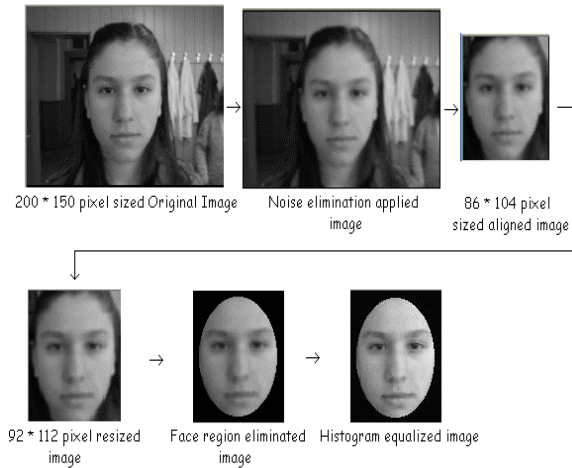 200 * 150 pixel sized Original Image
Noise elimination applied
image
86 * 104 pixel
sized aligned image
92 * 112 pixel resized
image
Face region eliminated
image
Histogram equalized image